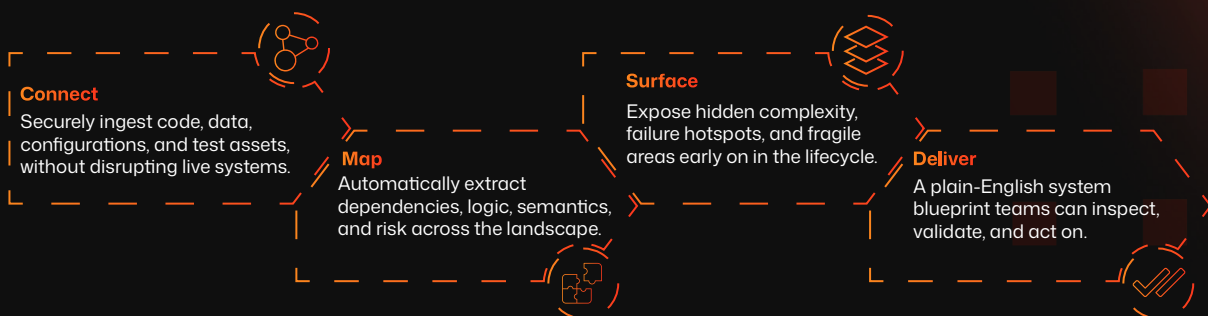 Connect
Securely ingest code, data,
configurations, and test assets,
without disrupting live systems.
Map
Automatically extract
dependencies, logic, semantics,
and risk across the landscape.
Surface
Expose hidden complexity,
failure hotspots, and fragile
areas early on in the lifecycle.
Deliver
A plain-English system
blueprint teams can inspect,
validate, and act on.